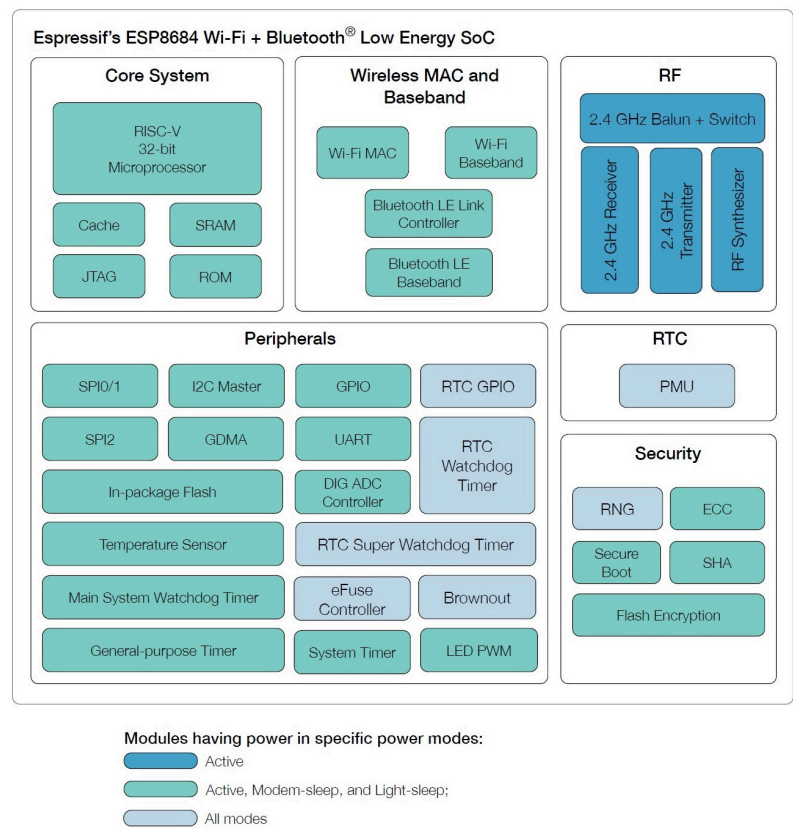 Espressif's ESP8684 Wi-Fi + Bluetooth® Low Energy SoC
Core System
RISC-V
32-bit
Microprocessor
Cache
SRAM
JTAG
ROM
Wireless MAC and
Baseband
Wi-Fi MAC
Wi-Fi
Baseband
Bluetooth LE Link
Controller
Bluetooth LE
Baseband
RF
2.4 GHz Balun + Switch
2.4 GHz Receiver
2.4 GHz
Transmitter
RF Synthesizer
Peripherals
SPI0/1
I2C Master
GPIO
RTC GPIO
SPI2
GDMA
UART
RTC
Watchdog
Timer
In-package Flash
DIG ADC
Controller
Temperature Sensor
RTC Super Watchdog Timer
Main System Watchdog Timer
eFuse
Controller
Brownout
General-purpose Timer
System Timer
LED PWM
RTC
PMU
Security
RNG
ECC
Secure
Boot
SHA
Flash Encryption
Modules having power in specific power modes:
Active
Active, Modem-sleep, and Light-sleep;
All modes